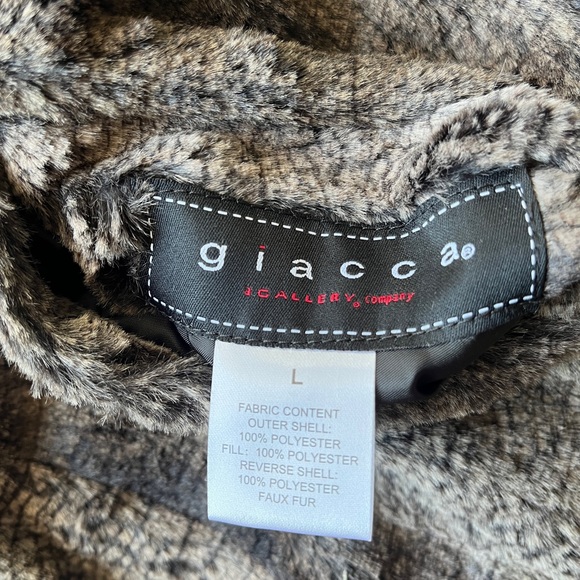 giacca®
J.GALLERY® company
L
FABRIC CONTENT
OUTER SHELL:
100% POLYESTER
FILL: 100% POLYESTER
REVERSE SHELL:
100% POLYESTER
FAUX FUR